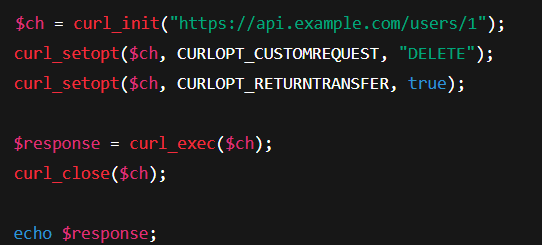 $ch = curl_init("https://api.example.com/users/1");
curl_setopt($ch, CURLOPT_CUSTOMREQUEST, "DELETE");
curl_setopt($ch, CURLOPT_RETURNTRANSFER, true);
$response = curl_exec($ch);
curl_close($ch);
echo $response;